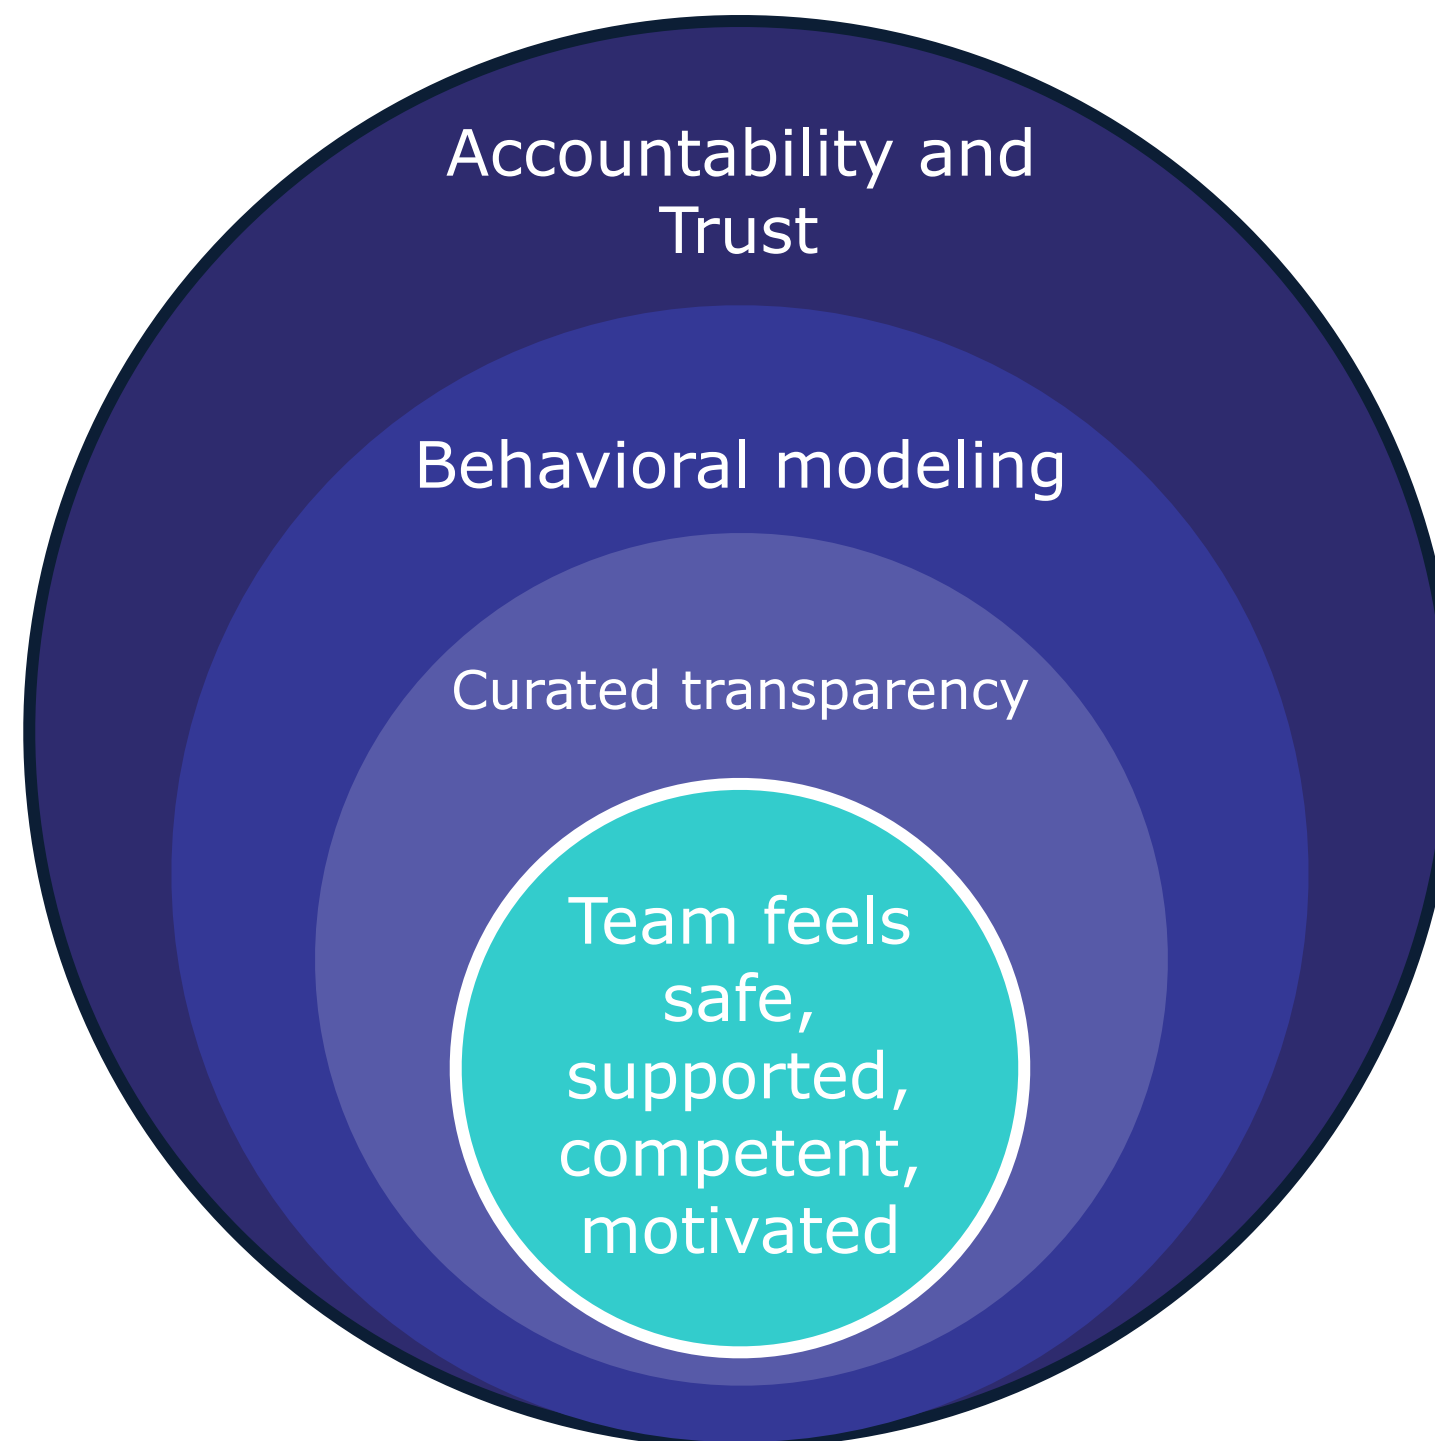 Accountability and
Trust
Behavioral modeling
Curated transparency
Team feels
safe,
supported,
competent,
motivated